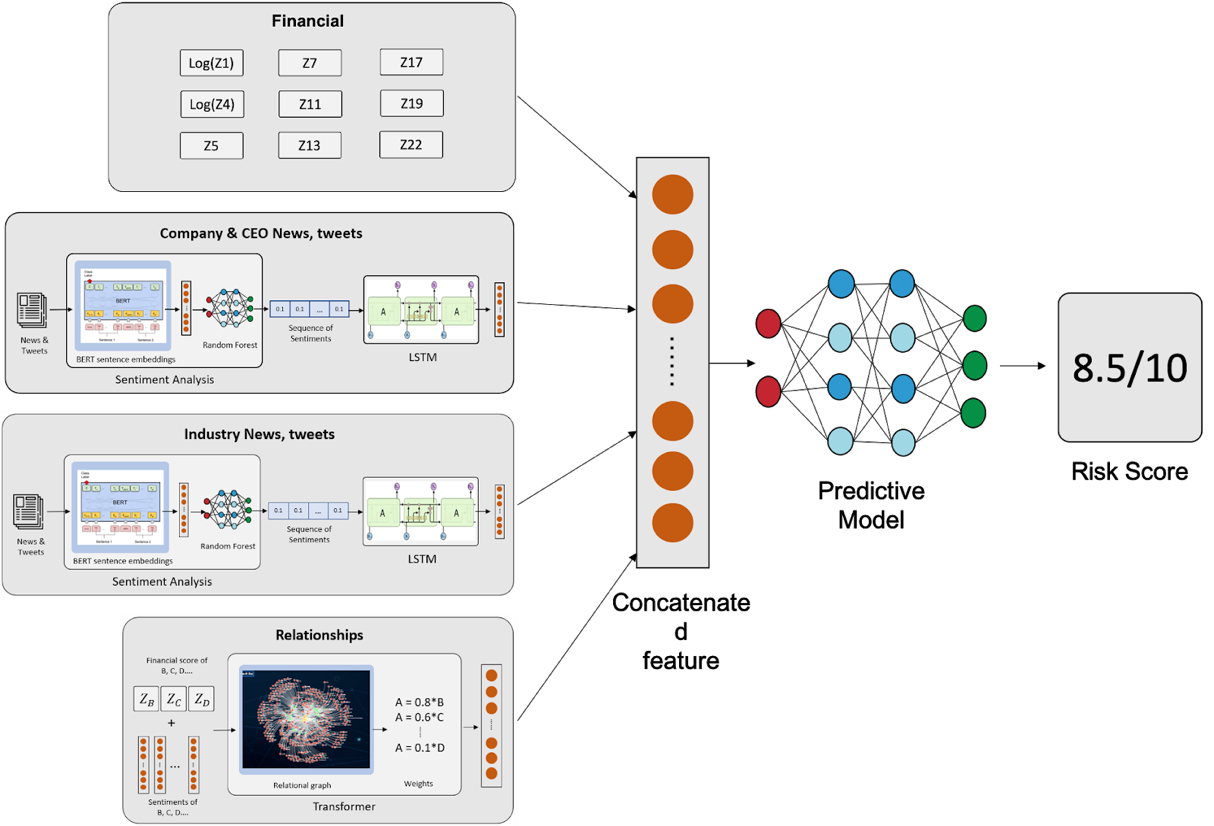 Financial
Log(Z1)
Z7
Z17
Log(Z4)
Z11
Z19
Z5
Z13
Z22
Company & CEO News, tweets
News &
Tweets
Class
Label
BERT
Sentence 1
Sentence 2
BERT sentence embeddings
Random Forest
Sentiment Analysis
0.1
0.1
...
0.1
Sequence of
Sentiments
A
A
LSTM
Industry News, tweets
News &
Tweets
Class
Label
BERT
Sentence 1
Sentence 2
BERT sentence embeddings
Random Forest
Sentiment Analysis
0.1
0.1
...
0.1
Sequence of
Sentiments
A
A
LSTM
Relationships
Financial score of
B, C, D....
Z_B Z_C Z_D
+
...
Sentiments of
B, C, D....
Relational graph
A = 0.8*B
A = 0.6*C
......
A = 0.1*D
Weights
Transformer
Concatenate
d
feature
Predictive
Model
8.5/10
Risk Score